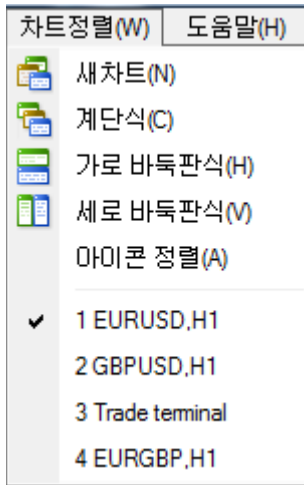 차트정렬(W) 도움말(H)
새차트(N)
계단식(C)
가로 바둑판식(H)
세로 바둑판식(V)
아이콘 정렬(A)
1 EURUSD,H1
2 GBPUSD,H1
3 Trade terminal
4 EURGBP,H1